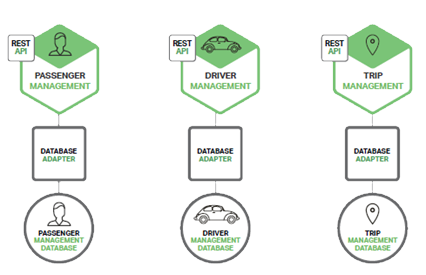 REST
API
PASSENGER
MANAGEMENT
REST
API
DRIVER
MANAGEMENT
REST
API
TRIP
MANAGEMENT
DATABASE
ADAPTER
DATABASE
ADAPTER
DATABASE
ADAPTER
PASSENGER
MANAGEMENT
DATABASE
DRIVER
MANAGEMENT
DATABASE
TRIP
MANAGEMENT
DATABASE